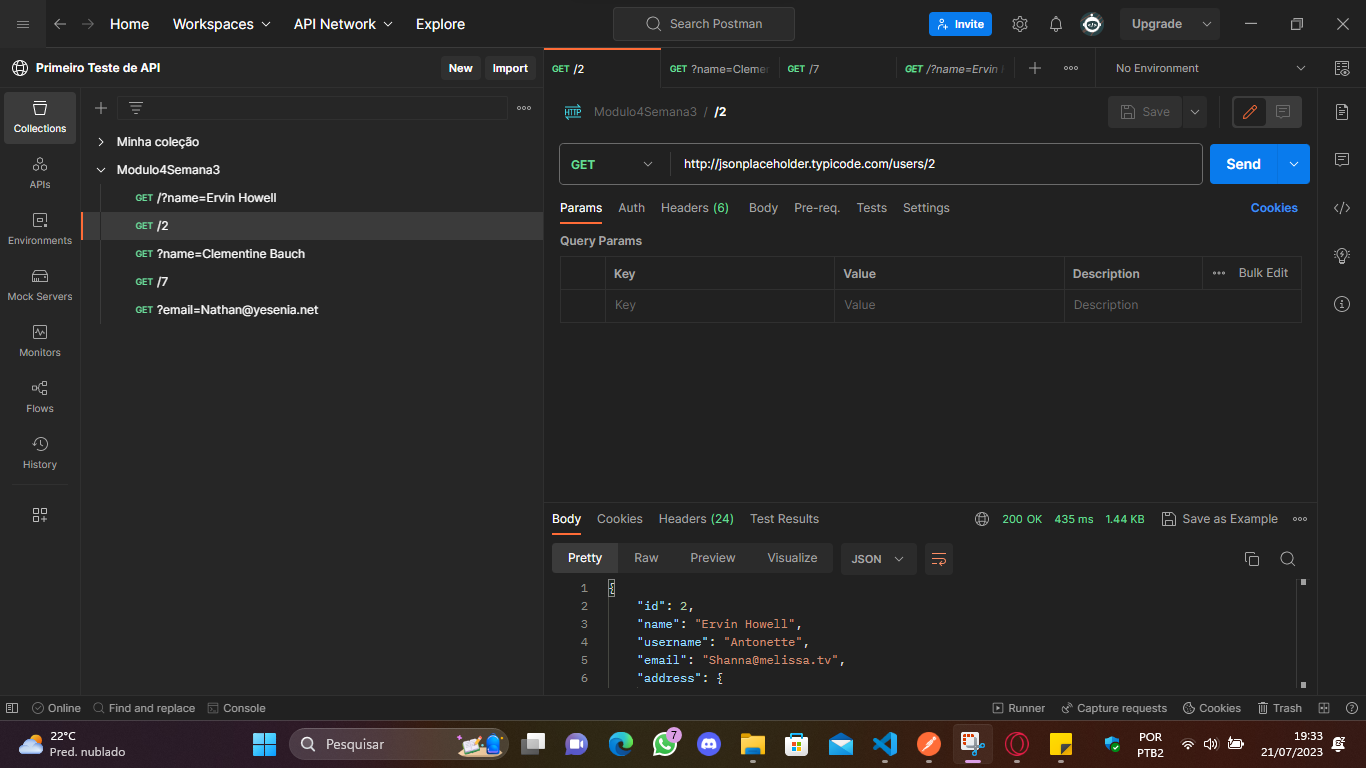 Home Workspaces API Network Explore Search Postman Invite Upgrade
Primeiro Teste de API New Import
GET /2 GET ?name=Cleme GET /7 GET /?name=Ervin No Environment
Collections
APIs
Environments
Mock Servers
Monitors
Flows
History
Minha coleção
Modulo4Semana3
GET /?name=Ervin Howell
GET /2
GET ?name=Clementine Bauch
GET /7
GET ?email=Nathan@yesenia.net
HTTP Modulo4Semana3 / /2 Save
GET http://jsonplaceholder.typicode.com/users/2 Send
Params Auth Headers (6) Body Pre-req. Tests Settings Cookies
Query Params
Key Value Description Bulk Edit
Key Value Description
Body Cookies Headers (24) Test Results 200 OK 435 ms 1.44 KB Save as Example
Pretty Raw Preview Visualize JSON
1 {
2 "id": 2,
3 "name": "Ervin Howell",
4 "username": "Antonette",
5 "email": "Shanna@melissa.tv",
6 "address": {
Online Find and replace Console Runner Capture requests Cookies Trash
22°C
Pred. nublado
Pesquisar
7
POR
PTB2
19:33
21/07/2023